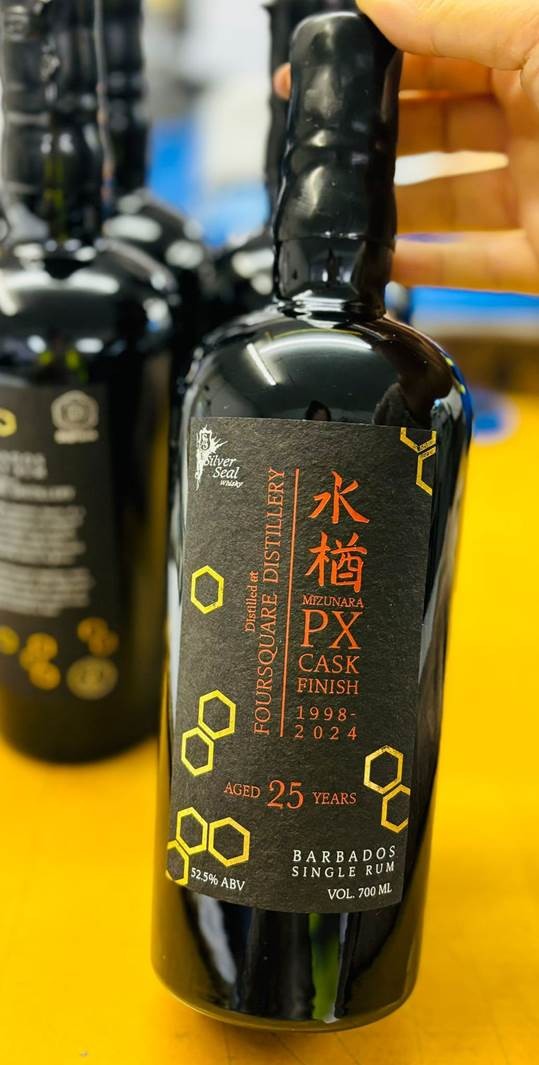 Silver
Seal
whisky
Distilled at
FOURSQUARE DISTILLERY
水
楢
MIZUNARA
PX
CASK
FINISH
1998-
2024
AGED 25 YEARS
BARBADOS
SINGLE RUM
52.5% ABV
VOL. 700 ML